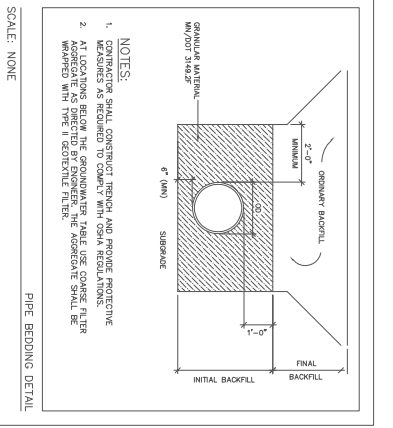 ORDINARY BACKFILL
2'-0"
MINIMUM
FINAL
BACKFILL
1'-0"
INITIAL BACKFILL
OD
GRANULAR MATERIAL
MN/DOT 3149.2F
6" (MIN)
SUBGRADE
NOTES:
1. CONTRACTOR SHALL CONSTRUCT TRENCH AND PROVIDE PROTECTIVE
MEASURES AS REQUIRED TO COMPLY WITH OSHA REGULATIONS.
2. AT LOCATIONS BELOW THE GROUNDWATER TABLE USE COARSE FILTER
AGGREGATE AS DIRECTED BY ENGINEER. THE AGGREGATE SHALL BE
WRAPPED WITH TYPE II GEOTEXTILE FILTER.
PIPE BEDDING DETAIL
SCALE: NONE